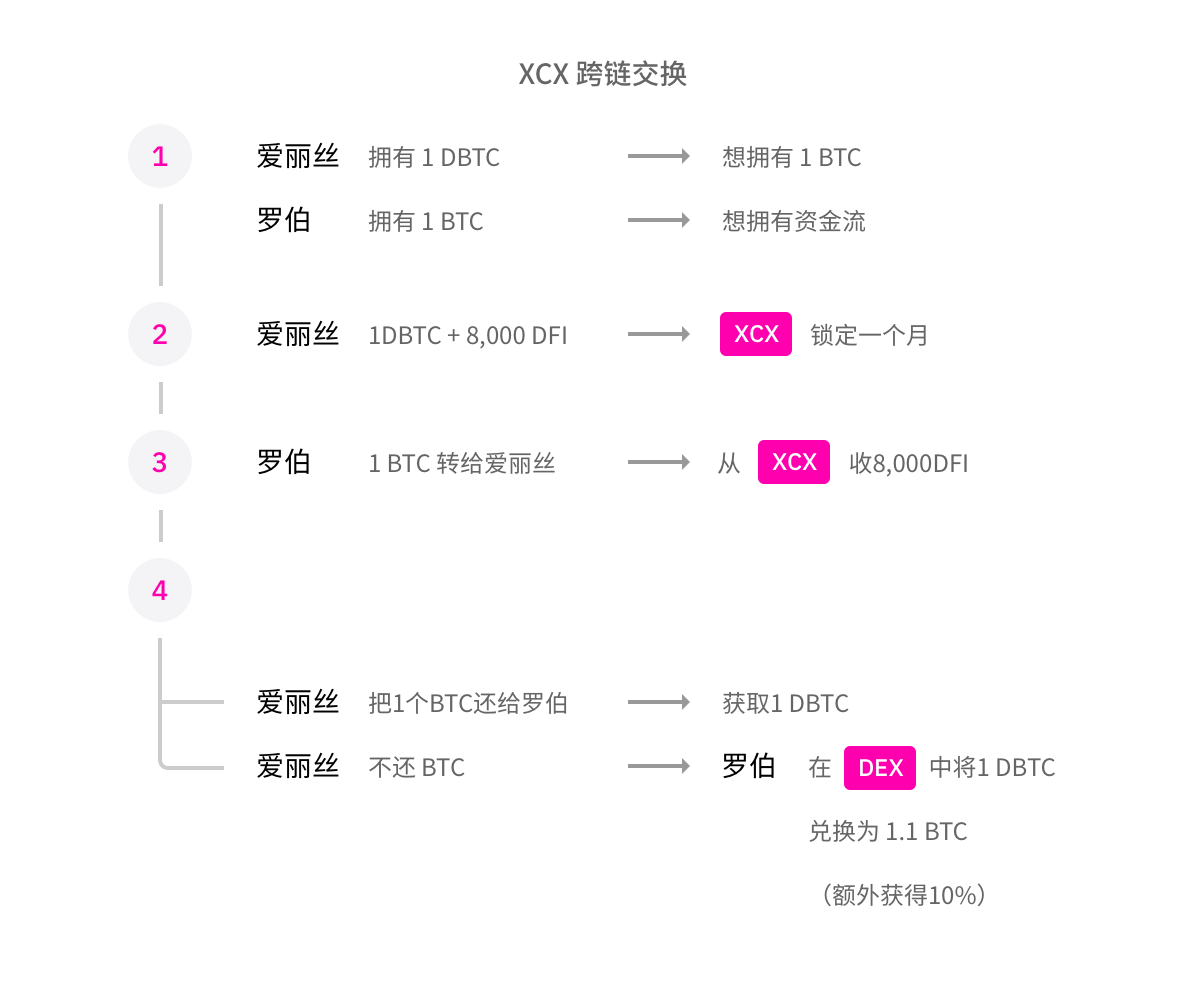 XCX 跨链交换
1 爱丽丝 拥有 1 DBTC 想拥有 1 BTC
罗伯 拥有 1 BTC 想拥有资金流
2 爱丽丝 1DBTC + 8,000 DFI XCX 锁定一个月
3 罗伯 1 BTC 转给爱丽丝 从 XCX 收8,000DFI
4
爱丽丝 把1个BTC还给罗伯 获取1 DBTC
爱丽丝 不还 BTC 罗伯 在 DEX 中将1 DBTC
兑换为 1.1 BTC
（额外获得10%）